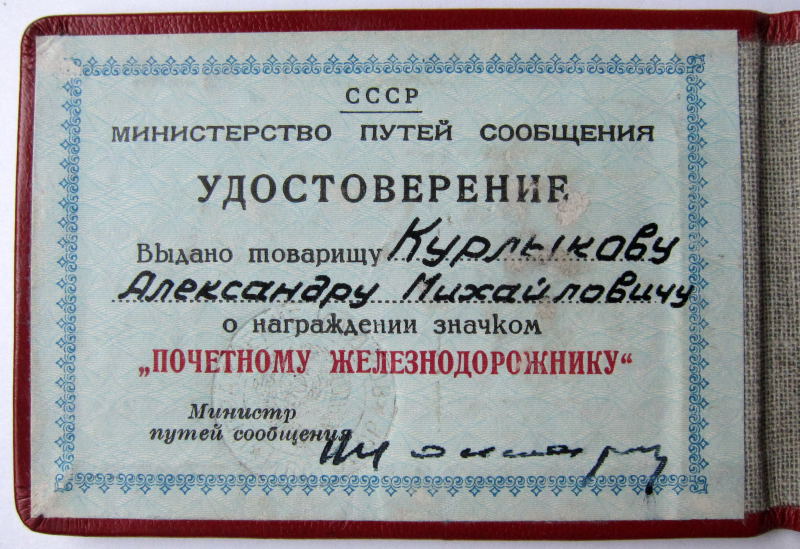 СССР
МИНИСТЕРСТВО ПУТЕЙ СООБЩЕНИЯ
УДОСТОВЕРЕНИЕ
Выдано товарищу Курлыкову
Александру Михайловичу
о награждении значком
„ПОЧЕТНОМУ ЖЕЛЕЗНОДОРОЖНИКУ“
Министр
путей сообщения